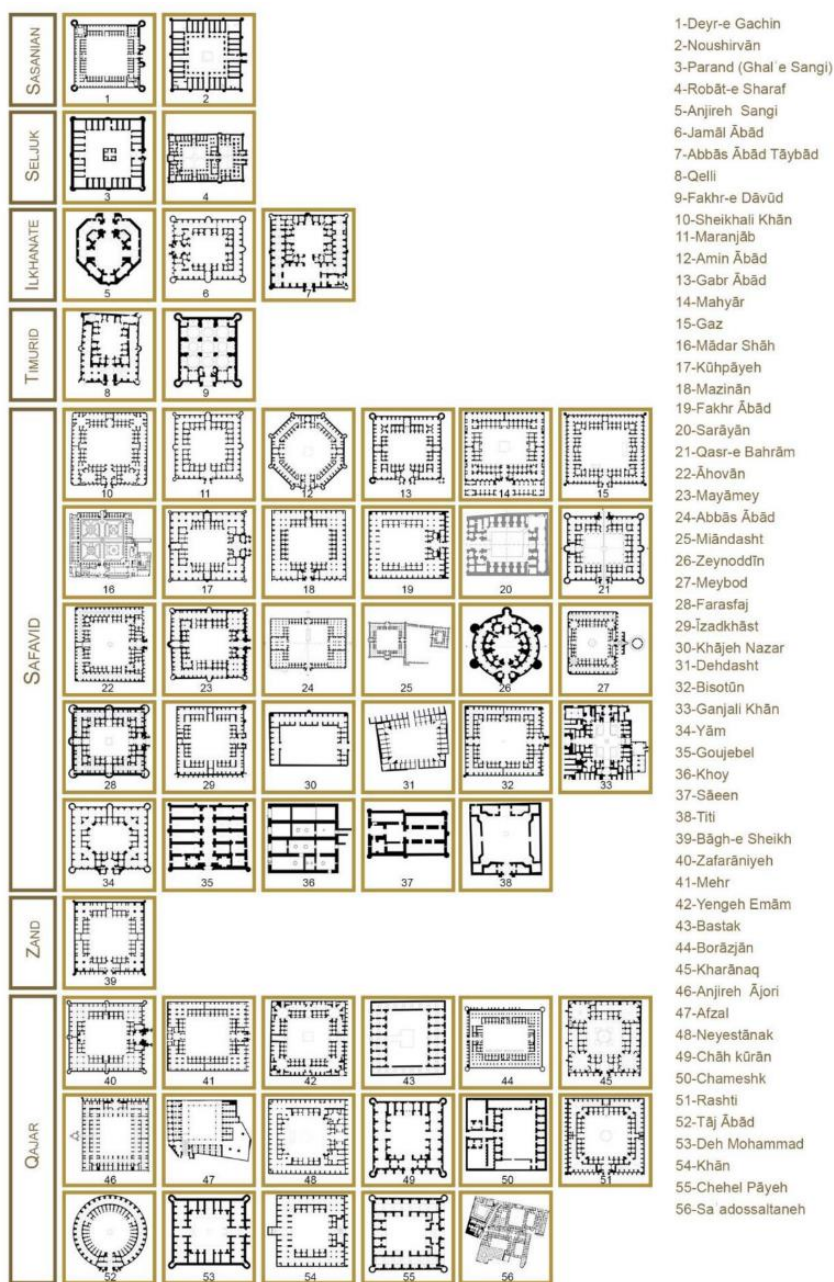 SASANIAN
1
2
SELJUK
3
4
ILKHANATE
5
6
7
TIMURID
8
9
SAFAVID
10
11
12
13
14
15
16
17
18
19
20
21
22
23
24
25
26
27
28
29
30
31
32
33
34
35
36
37
38
ZAND
39
QAJAR
40
41
42
43
44
45
46
47
48
49
50
51
52
53
54
55
56
1-Deyr-e Gachin
2-Noushirvān
3-Parand (Ghal'e Sangi)
4-Robāt-e Sharaf
5-Anjireh Sangi
6-Jamāl Ābād
7-Abbās Ābād Tāybād
8-Qelli
9-Fakhr-e Dāvūd
10-Sheikhali Khān
11-Maranjāb
12-Amin Ābād
13-Gabr Ābād
14-Mahyār
15-Gaz
16-Mādar Shāh
17-Kūhpāyeh
18-Mazinān
19-Fakhr Ābād
20-Sarāyān
21-Qasr-e Bahrām
22-Āhovān
23-Mayāmey
24-Abbās Ābād
25-Miāndasht
26-Zeynoddīn
27-Meybod
28-Farasfaj
29-Īzadkhāst
30-Khājeh Nazar
31-Dehdasht
32-Bisotūn
33-Ganjali Khān
34-Yām
35-Goujebel
36-Khoy
37-Sāeen
38-Titi
39-Bāgh-e Sheikh
40-Zafarāniyeh
41-Mehr
42-Yengeh Emām
43-Bastak
44-Borāzjān
45-Kharānaq
46-Anjireh Ājori
47-Afzal
48-Neyestānak
49-Chāh kūrān
50-Chameshk
51-Rashti
52-Tāj Ābād
53-Deh Mohammad
54-Khān
55-Chehel Pāyeh
56-Sa'adossaltaneh